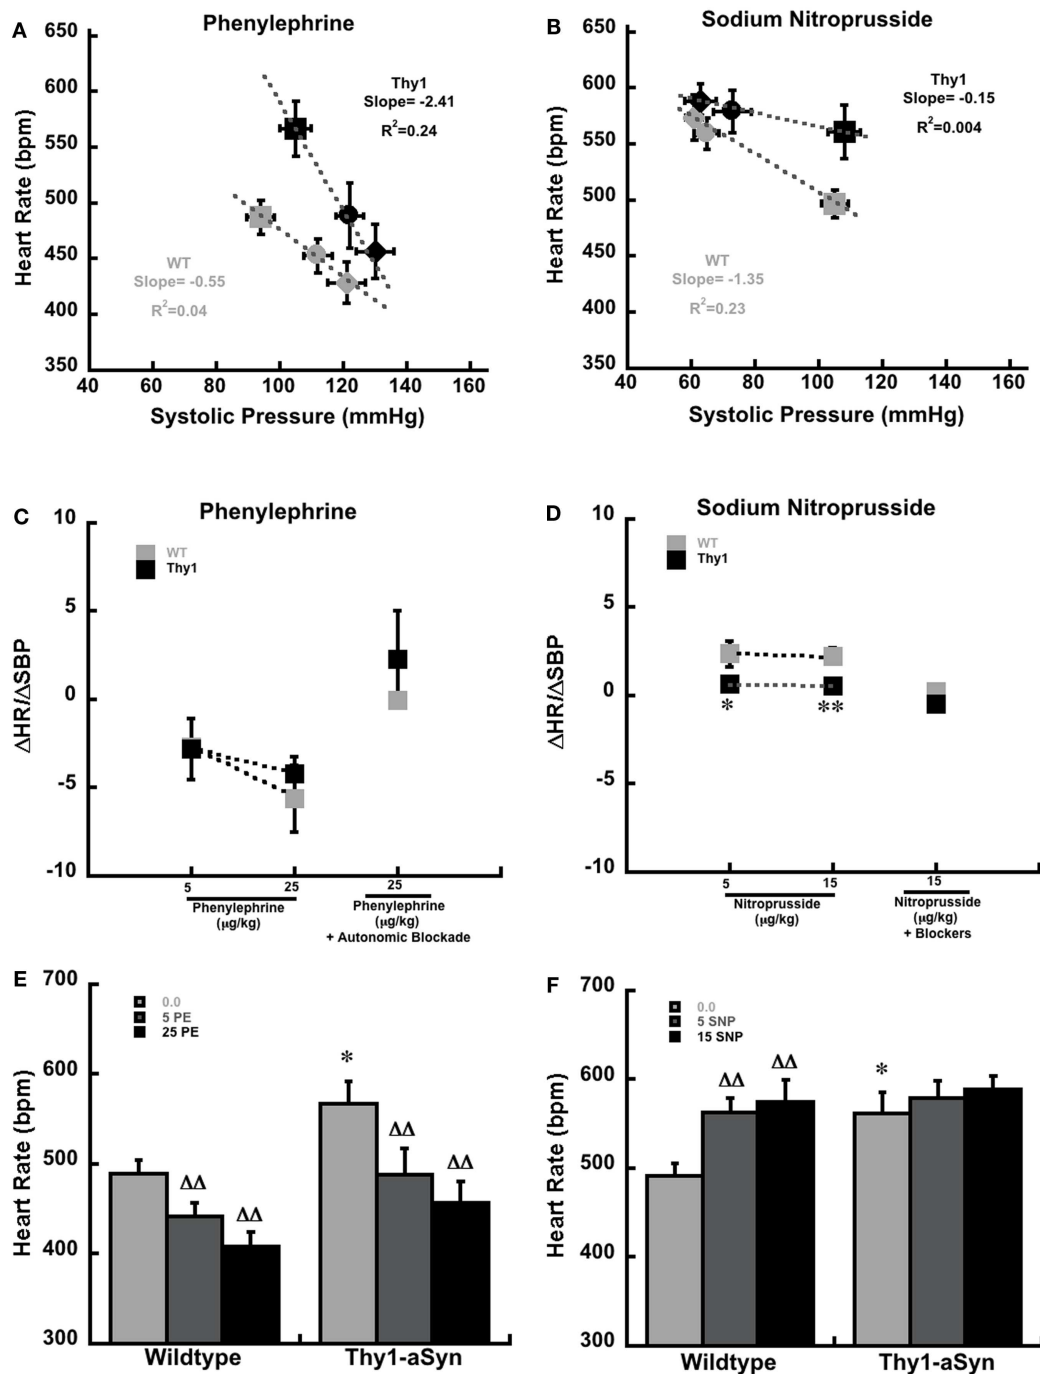 A
Phenylephrine
650
600
550
500
450
400
350
Heart Rate (bpm)
Thy1
Slope= -2.41
R²=0.24
WT
Slope= -0.55
R²=0.04
40 60 80 100 120 140 160
Systolic Pressure (mmHg)
B
Sodium Nitroprusside
650
600
550
500
450
400
350
Heart Rate (bpm)
Thy1
Slope= -0.15
R²=0.004
WT
Slope= -1.35
R²=0.23
40 60 80 100 120 140 160
Systolic Pressure (mmHg)
C
Phenylephrine
10
5
0
-5
-10
ΔHR/ΔSBP
WT
Thy1
5 25 25
Phenylephrine
(µg/kg)
Phenylephrine
(µg/kg)
+ Autonomic Blockade
D
Sodium Nitroprusside
10
5
0
-5
-10
ΔHR/ΔSBP
WT
Thy1
* **
5 15 15
Nitroprusside
(µg/kg)
Nitroprusside
(µg/kg)
+ Blockers
E
700
600
500
400
300
Heart Rate (bpm)
0.0
5 PE
25 PE
ΔΔ ΔΔ * ΔΔ ΔΔ
Wildtype Thy1-aSyn
F
700
600
500
400
300
Heart Rate (bpm)
0.0
5 SNP
15 SNP
ΔΔ ΔΔ *
Wildtype Thy1-aSyn